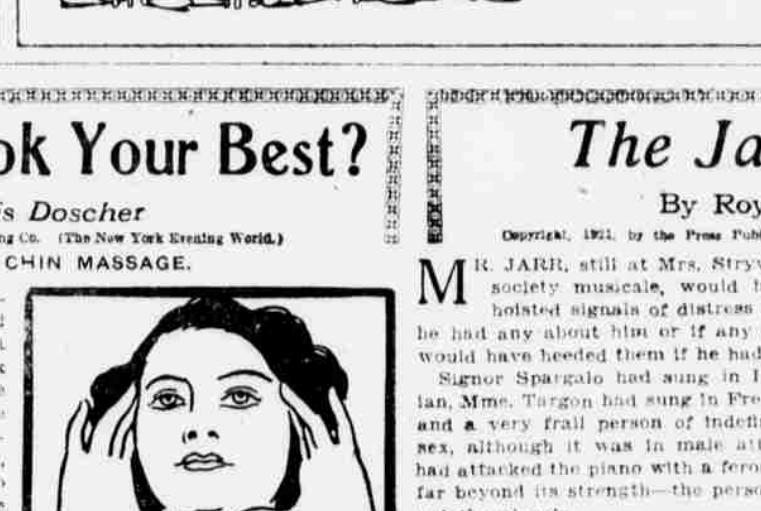 ok Your Best?
is Doscher
ng Co. (The New York Evening World.)
CHIN MASSAGE.
The Ja
By Roy
Copyright, 1921, by the Press Publ
MR. JARR, still at Mrs. Stryv
society musicale, would h
hoisted signals of distress
he had any about him or if any
would have heeded them if he had
Signor Spargalo had sung in I
ian, Mme. Turgon had sung in Fre
and a very frail person of indefi
sex, although it was in male att
had attacked the piano with a fero
far beyond its strength—the perso